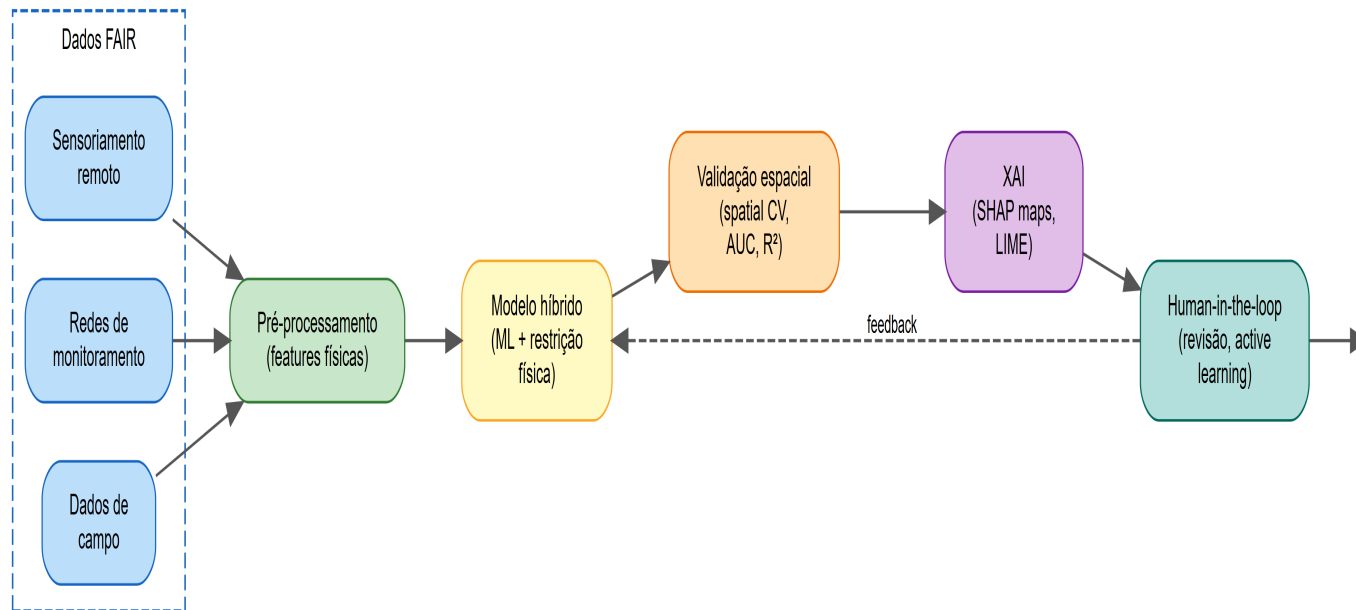 Dados FAIR
Sensoriamento
remoto
Redes de
monitoramento
Dados de
campo
Pré-processamento
(features físicas)
Modelo híbrido
(ML + restrição
física)
Validação espacial
(spatial CV,
AUC, R²)
XAI
(SHAP maps,
LIME)
feedback
Human-in-the-loop
(revisão, active
learning)